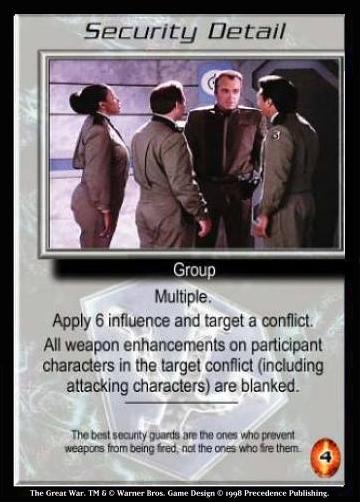 Security Detail
Group
Multiple.
Apply 6 influence and target a conflict.
All weapon enhancements on participant
characters in the target conflict (including
attacking characters) are blanked.
The best security guards are the ones who prevent
weapons from being fired, not the ones who fire them.
4
The Great War. TM & © Warner Bros. Game Design © 1998 Precedence Publishing.